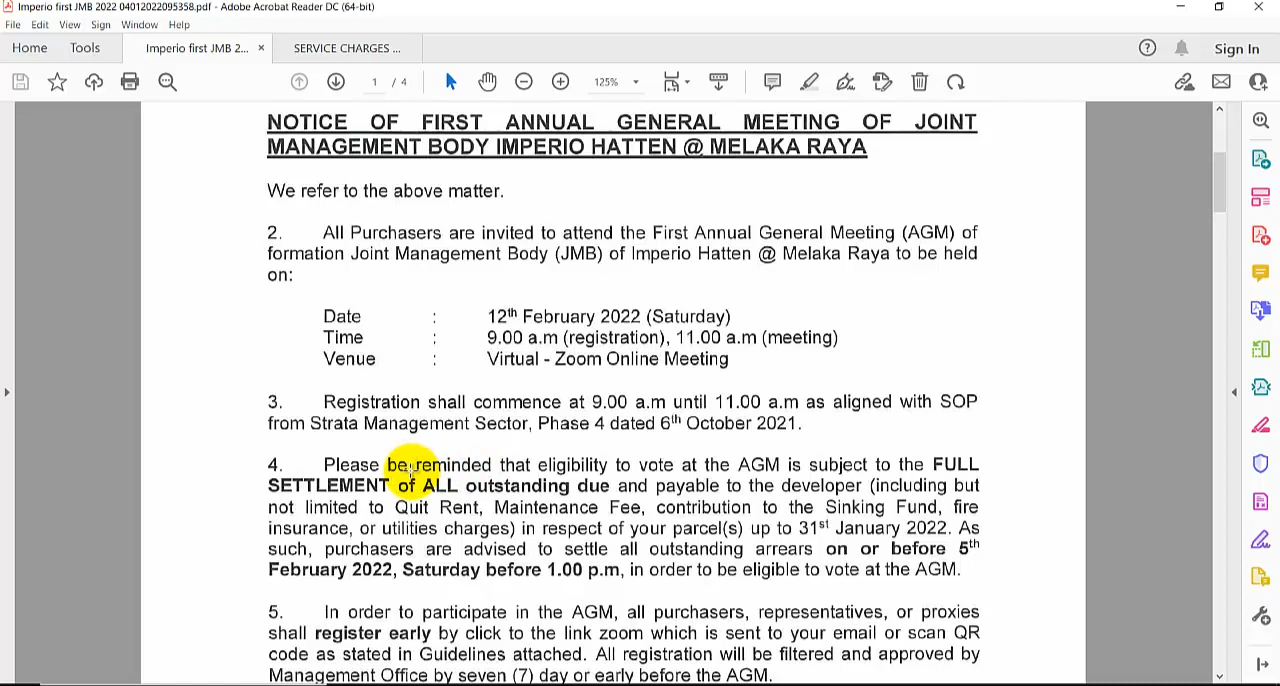 Imperio first JMB 2022 04012022095358.pdf - Adobe Acrobat Reader DC (64-bit)
File Edit View Sign Window Help
Home Tools Imperio first JMB 2... × SERVICE CHARGES ... Sign In
1 / 4 125%
NOTICE OF FIRST ANNUAL GENERAL MEETING OF JOINT
MANAGEMENT BODY IMPERIO HATTEN @ MELAKA RAYA
We refer to the above matter.
2. All Purchasers are invited to attend the First Annual General Meeting (AGM) of
formation Joint Management Body (JMB) of Imperio Hatten @ Melaka Raya to be held
on:
Date : 12th February 2022 (Saturday)
Time : 9.00 a.m (registration), 11.00 a.m (meeting)
Venue : Virtual - Zoom Online Meeting
3. Registration shall commence at 9.00 a.m until 11.00 a.m as aligned with SOP
from Strata Management Sector, Phase 4 dated 6th October 2021.
4. Please be reminded that eligibility to vote at the AGM is subject to the FULL
SETTLEMENT of ALL outstanding due and payable to the developer (including but
not limited to Quit Rent, Maintenance Fee, contribution to the Sinking Fund, fire
insurance, or utilities charges) in respect of your parcel(s) up to 31st January 2022. As
such, purchasers are advised to settle all outstanding arrears on or before 5th
February 2022, Saturday before 1.00 p.m, in order to be eligible to vote at the AGM.
5. In order to participate in the AGM, all purchasers, representatives, or proxies
shall register early by click to the link zoom which is sent to your email or scan QR
code as stated in Guidelines attached. All registration will be filtered and approved by
Management Office by seven (7) day or early before the AGM.